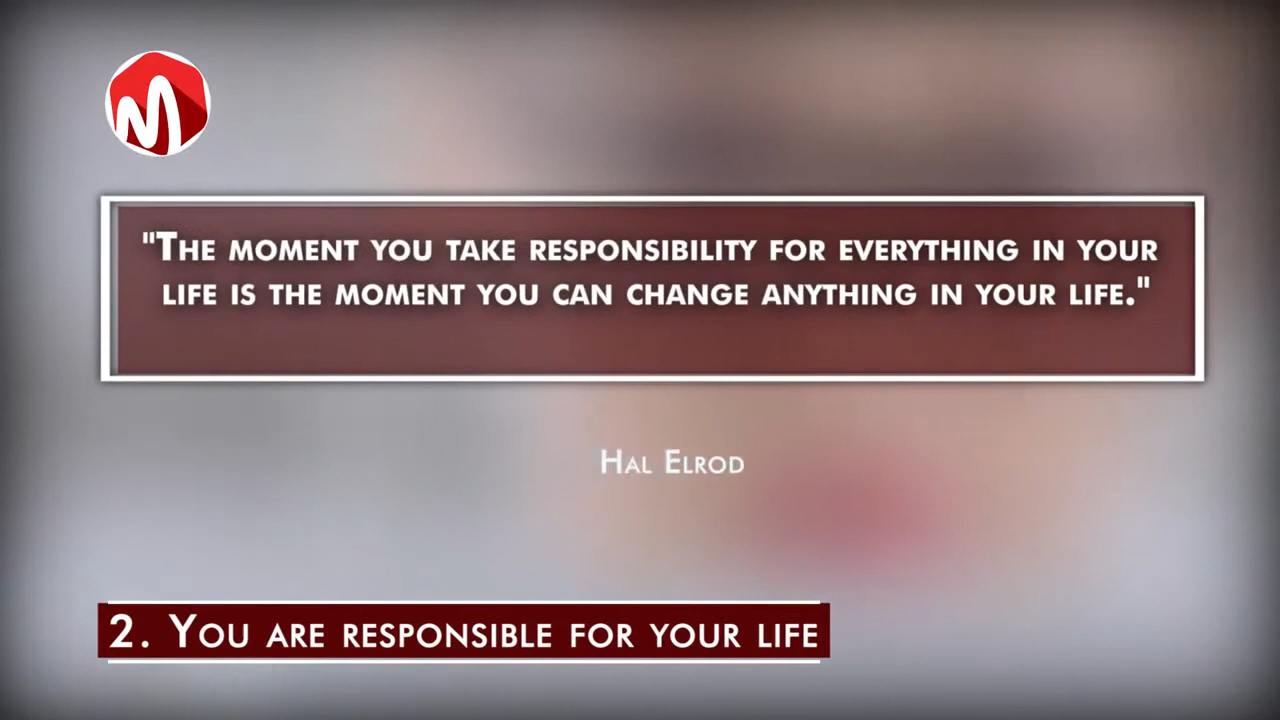 "The moment you take responsibility for everything in your
life is the moment you can change anything in your life."
Hal Elrod
2. You are responsible for your life